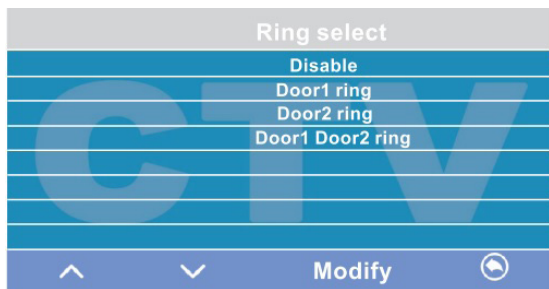 Ring select
Disable
Door1 ring
Door2 ring
Door1 Door2 ring
CTV
Modify